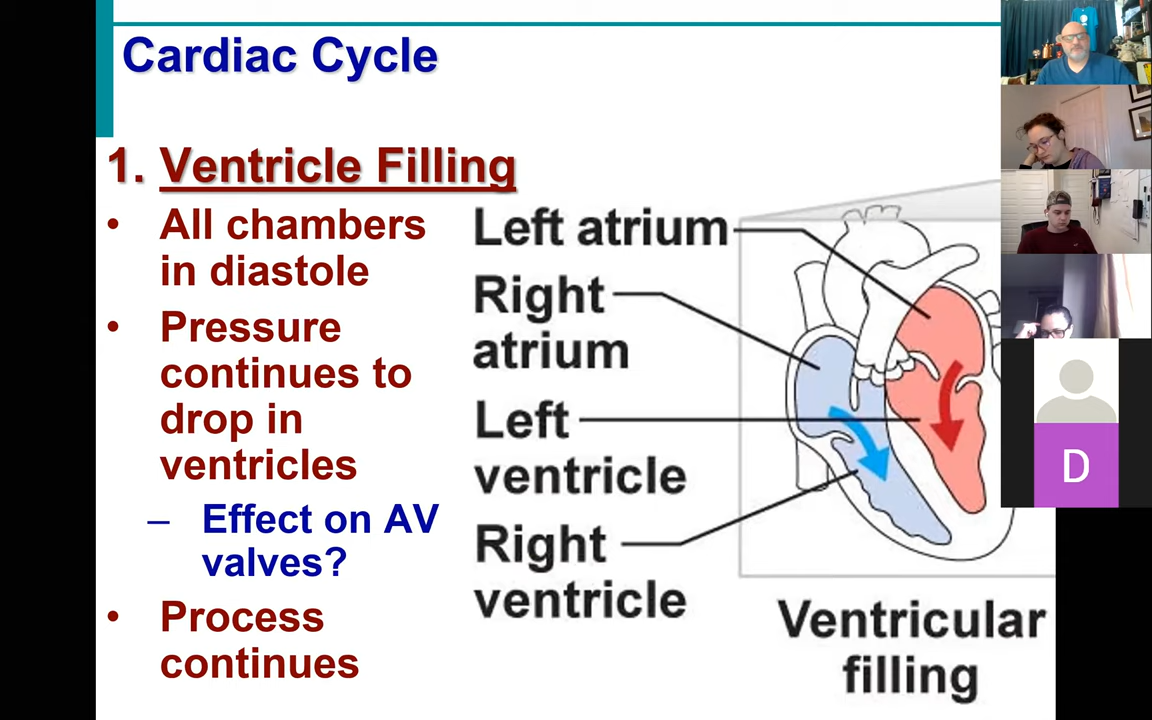 Cardiac Cycle
1. Ventricle Filling
• All chambers
in diastole
• Pressure
continues to
drop in
ventricles
– Effect on AV
valves?
• Process
continues
Left atrium
Right
atrium
Left
ventricle
Right
ventricle
Ventricular
filling
D